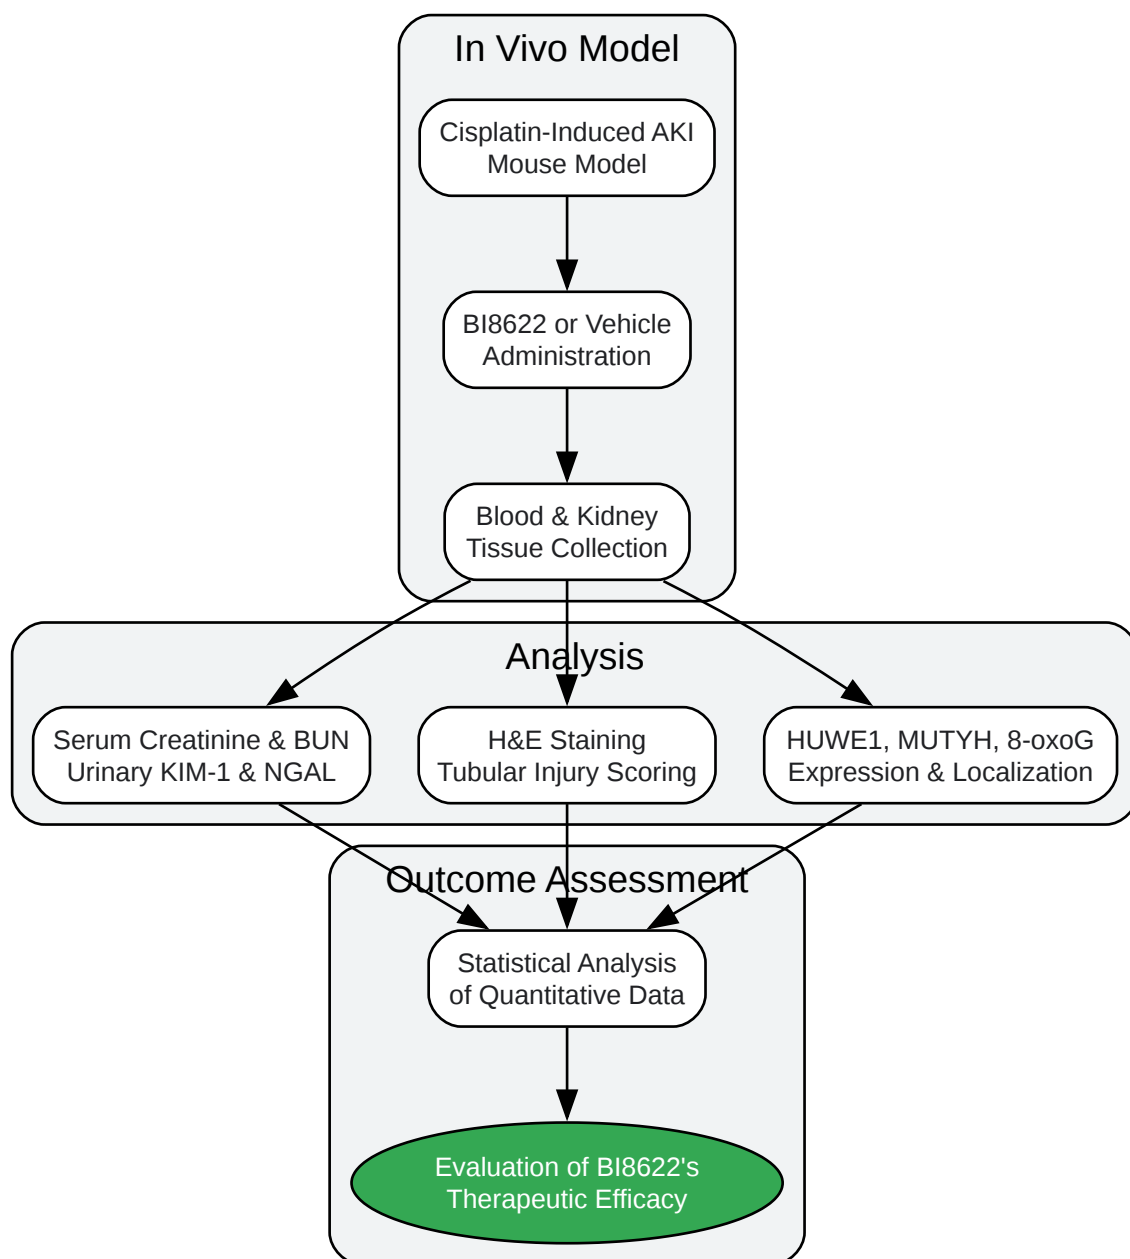 In Vivo Model
Cisplatin-Induced AKI
Mouse Model
BI8622 or Vehicle
Administration
Blood & Kidney
Tissue Collection
Analysis
Serum Creatinine & BUN
Urinary KIM-1 & NGAL
H&E Staining
Tubular Injury Scoring
HUWE1, MUTYH, 8-oxoG
Expression & Localization
Outcome Assessment
Statistical Analysis
of Quantitative Data
Evaluation of BI8622's
Therapeutic Efficacy